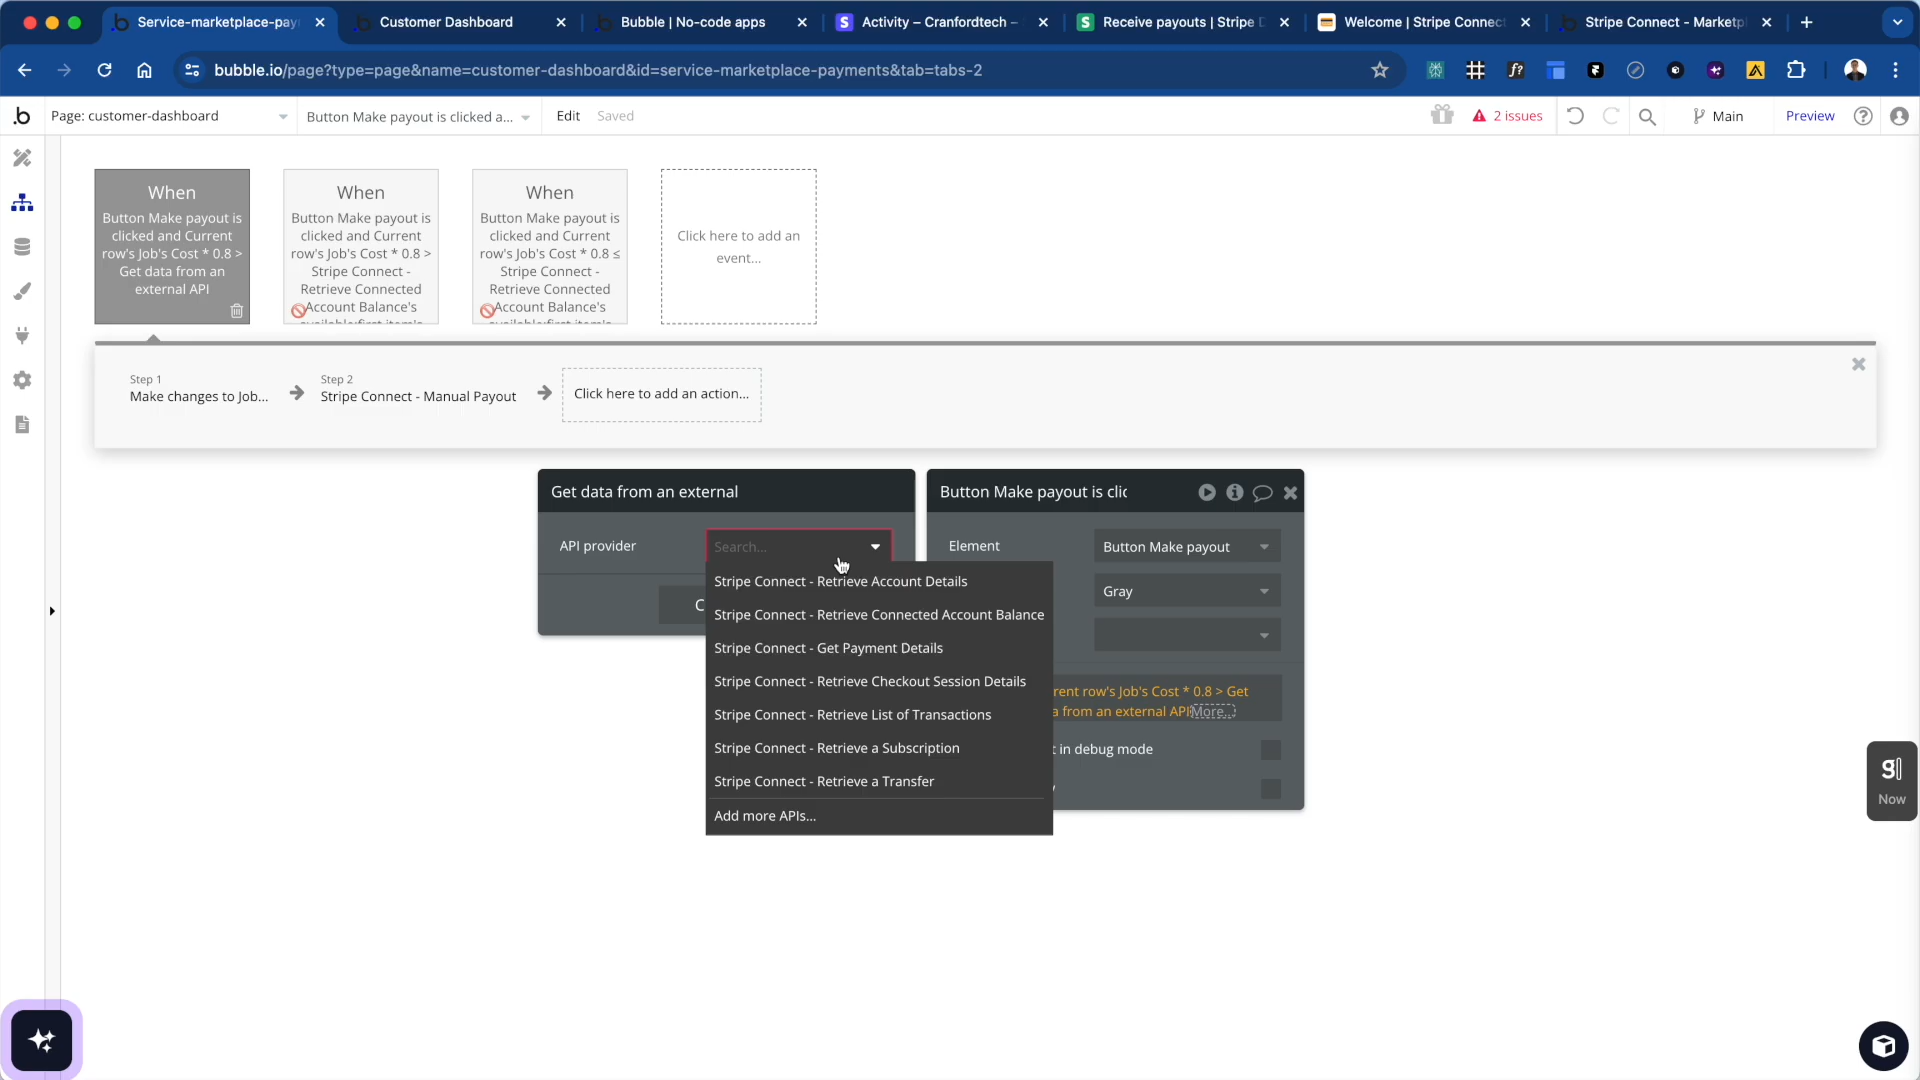 Service-marketplace-pay
Customer Dashboard
Bubble | No-code apps
Activity – Cranfordtech –
Receive payouts | Stripe D
Welcome | Stripe Connect
Stripe Connect - Marketpl
bubble.io/page?type=page&name=customer-dashboard&id=service-marketplace-payments&tab=tabs-2
Page: customer-dashboard
Button Make payout is clicked a...
Edit
Saved
2 issues
Main
Preview
When
Button Make payout is
clicked and Current
row's Job's Cost * 0.8 >
Get data from an
external API
When
Button Make payout is
clicked and Current
row's Job's Cost * 0.8 >
Stripe Connect -
Retrieve Connected
Account Balance's
available:first item's
When
Button Make payout is
clicked and Current
row's Job's Cost * 0.8 ≤
Stripe Connect -
Retrieve Connected
Account Balance's
available:first item's
Click here to add an
event...
Step 1
Make changes to Job...
Step 2
Stripe Connect - Manual Payout
Click here to add an action...
Get data from an external
API provider
Search...
C
Stripe Connect - Retrieve Account Details
Stripe Connect - Retrieve Connected Account Balance
Stripe Connect - Get Payment Details
Stripe Connect - Retrieve Checkout Session Details
Stripe Connect - Retrieve List of Transactions
Stripe Connect - Retrieve a Subscription
Stripe Connect - Retrieve a Transfer
Add more APIs...
Button Make payout is clic
Element
Button Make payout
Gray
rent row's Job's Cost * 0.8 > Get
a from an external API
More...
t in debug mode
g
Now